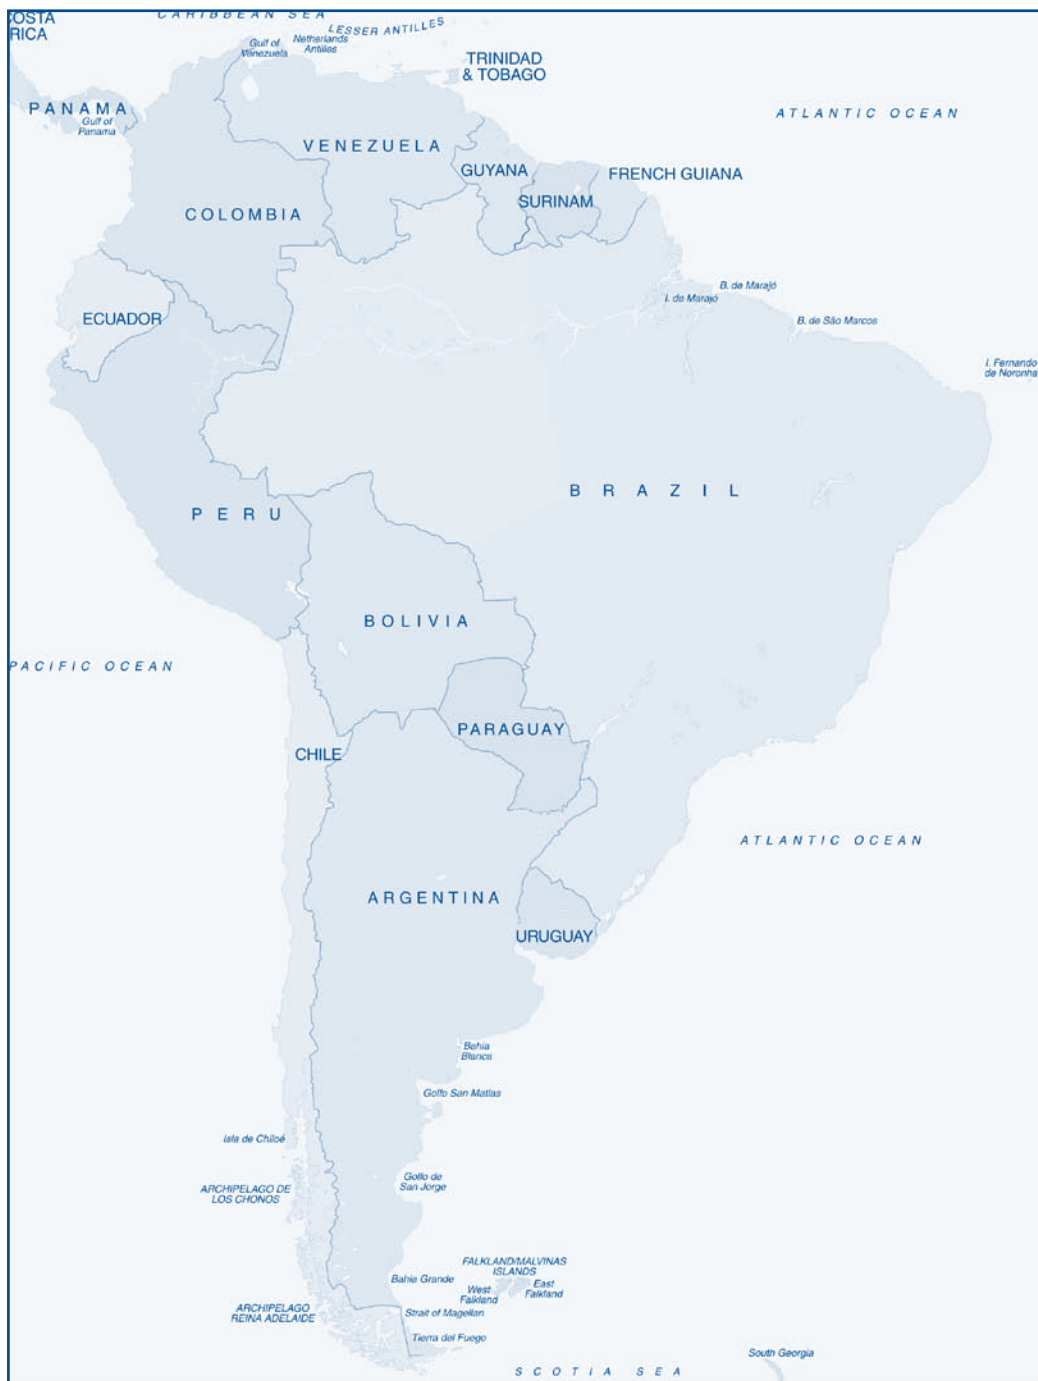 CARIBBEAN SEA
COSTA
RICA
LESSER ANTILLES
Gulf of
Venezuela
Netherlands
Antilles
TRINIDAD
& TOBAGO
PANAMA
Gulf of
Panama
ATLANTIC OCEAN
VENEZUELA
GUYANA
FRENCH GUIANA
SURINAM
COLOMBIA
B. de Marajó
I. de Marajó
ECUADOR
B. de São Marcos
I. Fernando
de Noronha
BRAZIL
PERU
BOLIVIA
PACIFIC OCEAN
PARAGUAY
CHILE
ATLANTIC OCEAN
ARGENTINA
URUGUAY
Bahia
Blanca
Golfo San Matias
Isla de Chiloé
ARCHIPELAGO DE
LOS CHONOS
Golfo de
San Jorge
FALKLAND/MALVINAS
ISLANDS
Bahia Grande
West
Falkland
East
Falkland
ARCHIPELAGO
REINA ADELAIDE
Strait of Magellan
Tierra del Fuego
South Georgia
SCOTIA SEA